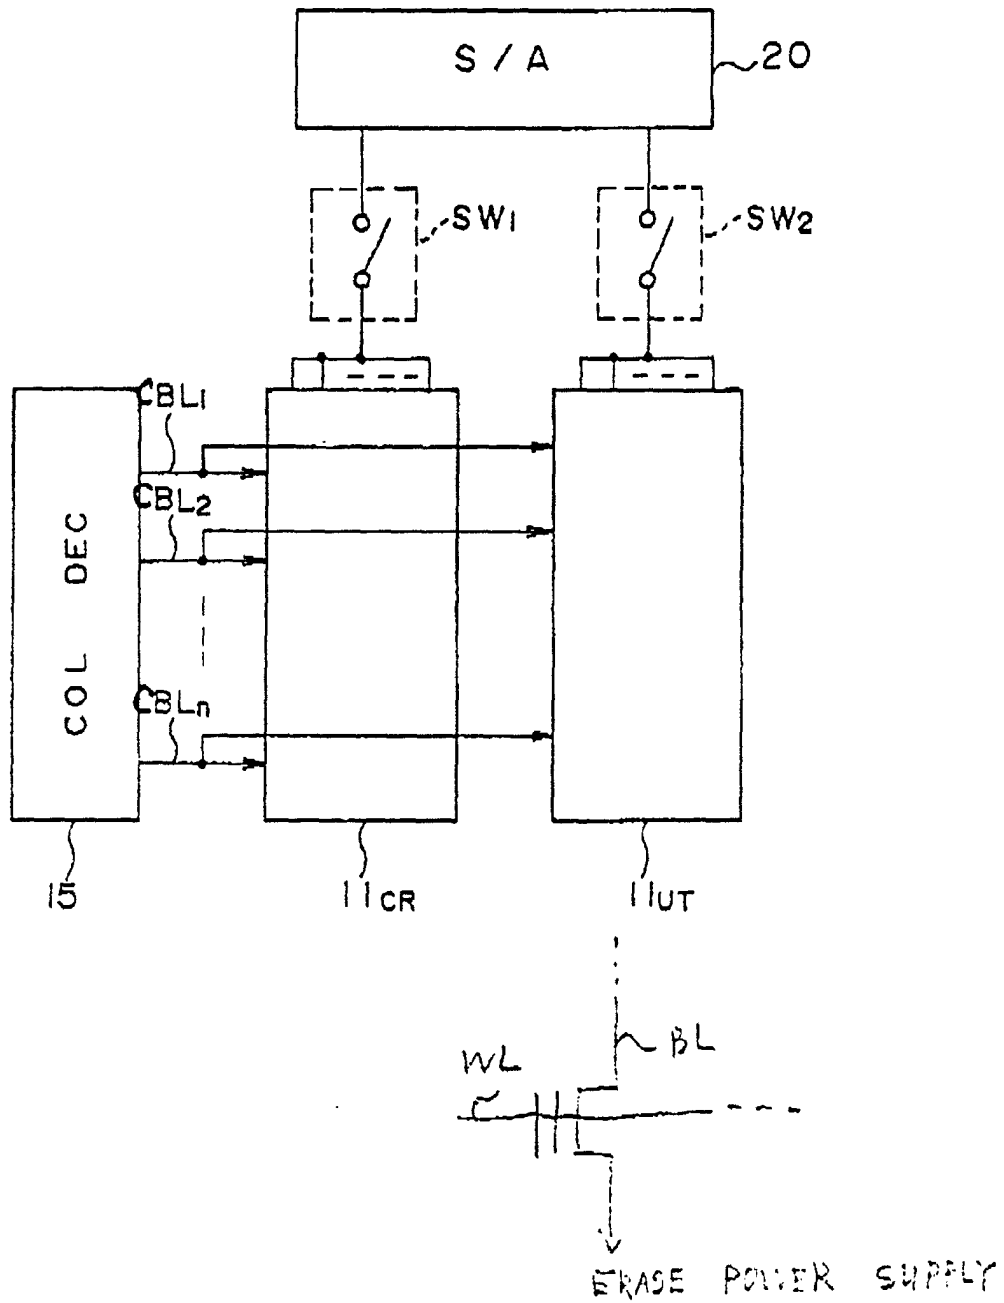 S / A
20
SW1
SW2
CBL1
CBL2
COL DEC
CBLn
15
11CR
11UT
BL
WL
ERASE POWER SUPPLY